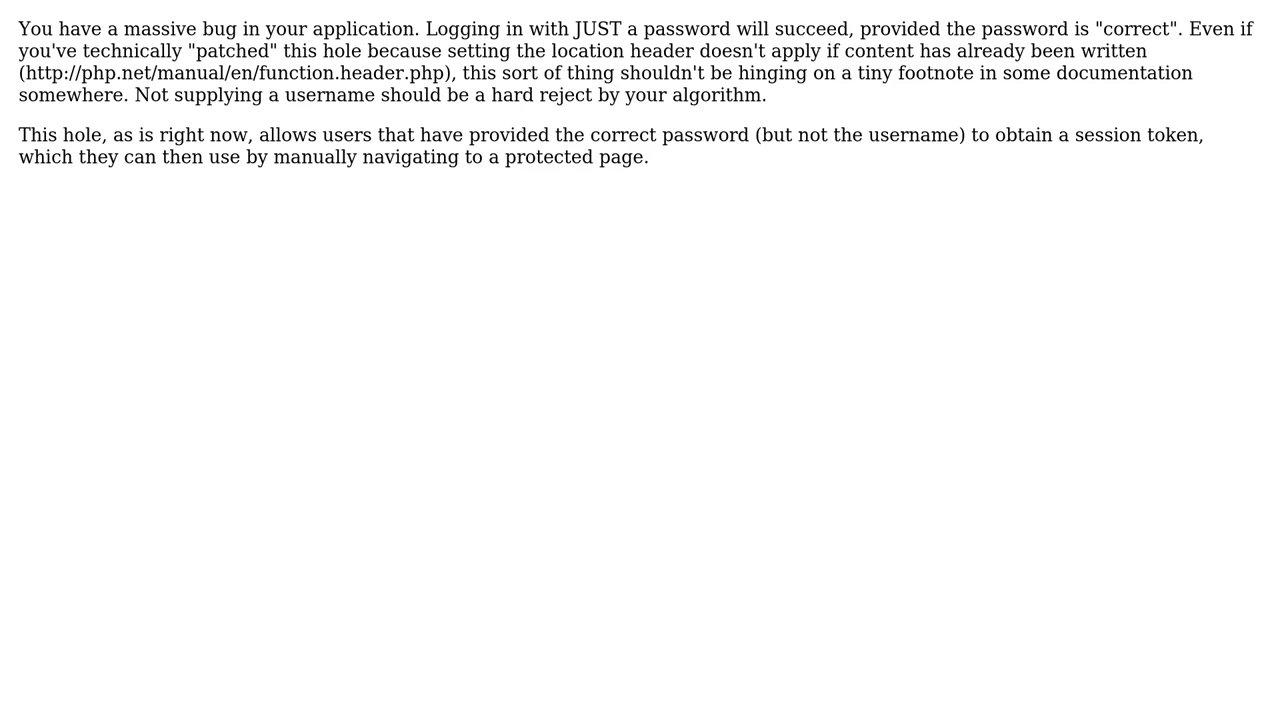 You have a massive bug in your application. Logging in with JUST a password will succeed, provided the password is "correct". Even if
you've technically "patched" this hole because setting the location header doesn't apply if content has already been written
(http://php.net/manual/en/function.header.php), this sort of thing shouldn't be hinging on a tiny footnote in some documentation
somewhere. Not supplying a username should be a hard reject by your algorithm.
This hole, as is right now, allows users that have provided the correct password (but not the username) to obtain a session token,
which they can then use by manually navigating to a protected page.